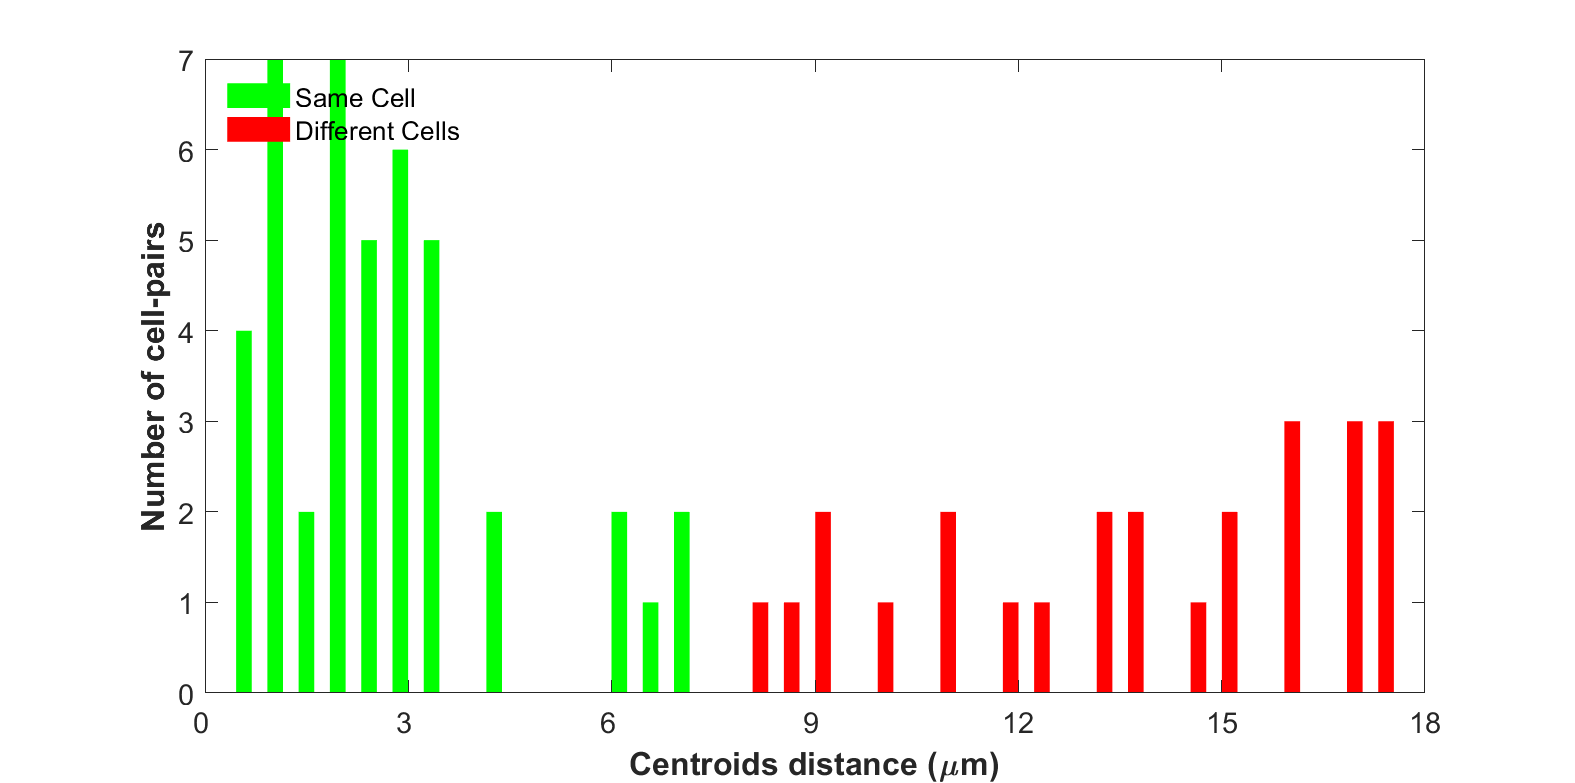 7
6
5
4
3
2
1
0
Number of cell-pairs
Same Cell
Different Cells
0 3 6 9 12 15 18
Centroids distance (μm)